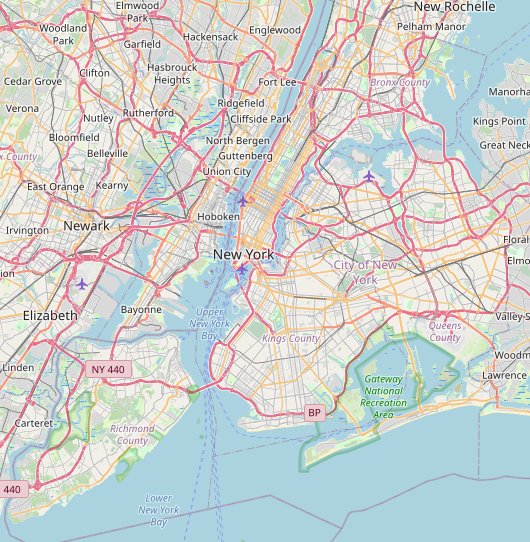 New Rochelle
Elmwood
Park
Woodland
Park
Englewood
Pelham Manor
Hackensack
Garfield
Clifton
Hasbrouck
Heights
Cedar Grove
Fort Lee
Bronx County
Manorha
Verona
Nutley
Rutherford
Ridgefield
Cliffside Park
Kings Point
Bloomfield
North Bergen
Great Neck
Belleville
Guttenberg
x County
Union City
East Orange
Kearny
Hoboken
Irvington
Newark
Floral
Elmo
New York
City of New
York
ion
Elizabeth
Bayonne
Upper
New York
Bay
Valley S
Queens
County
Kings County
Woodm
Linden
NY 440
Lawrence
Gateway
National
Recreation
Area
BP
Carteret
Richmond
County
440
Lower
New York
Bay